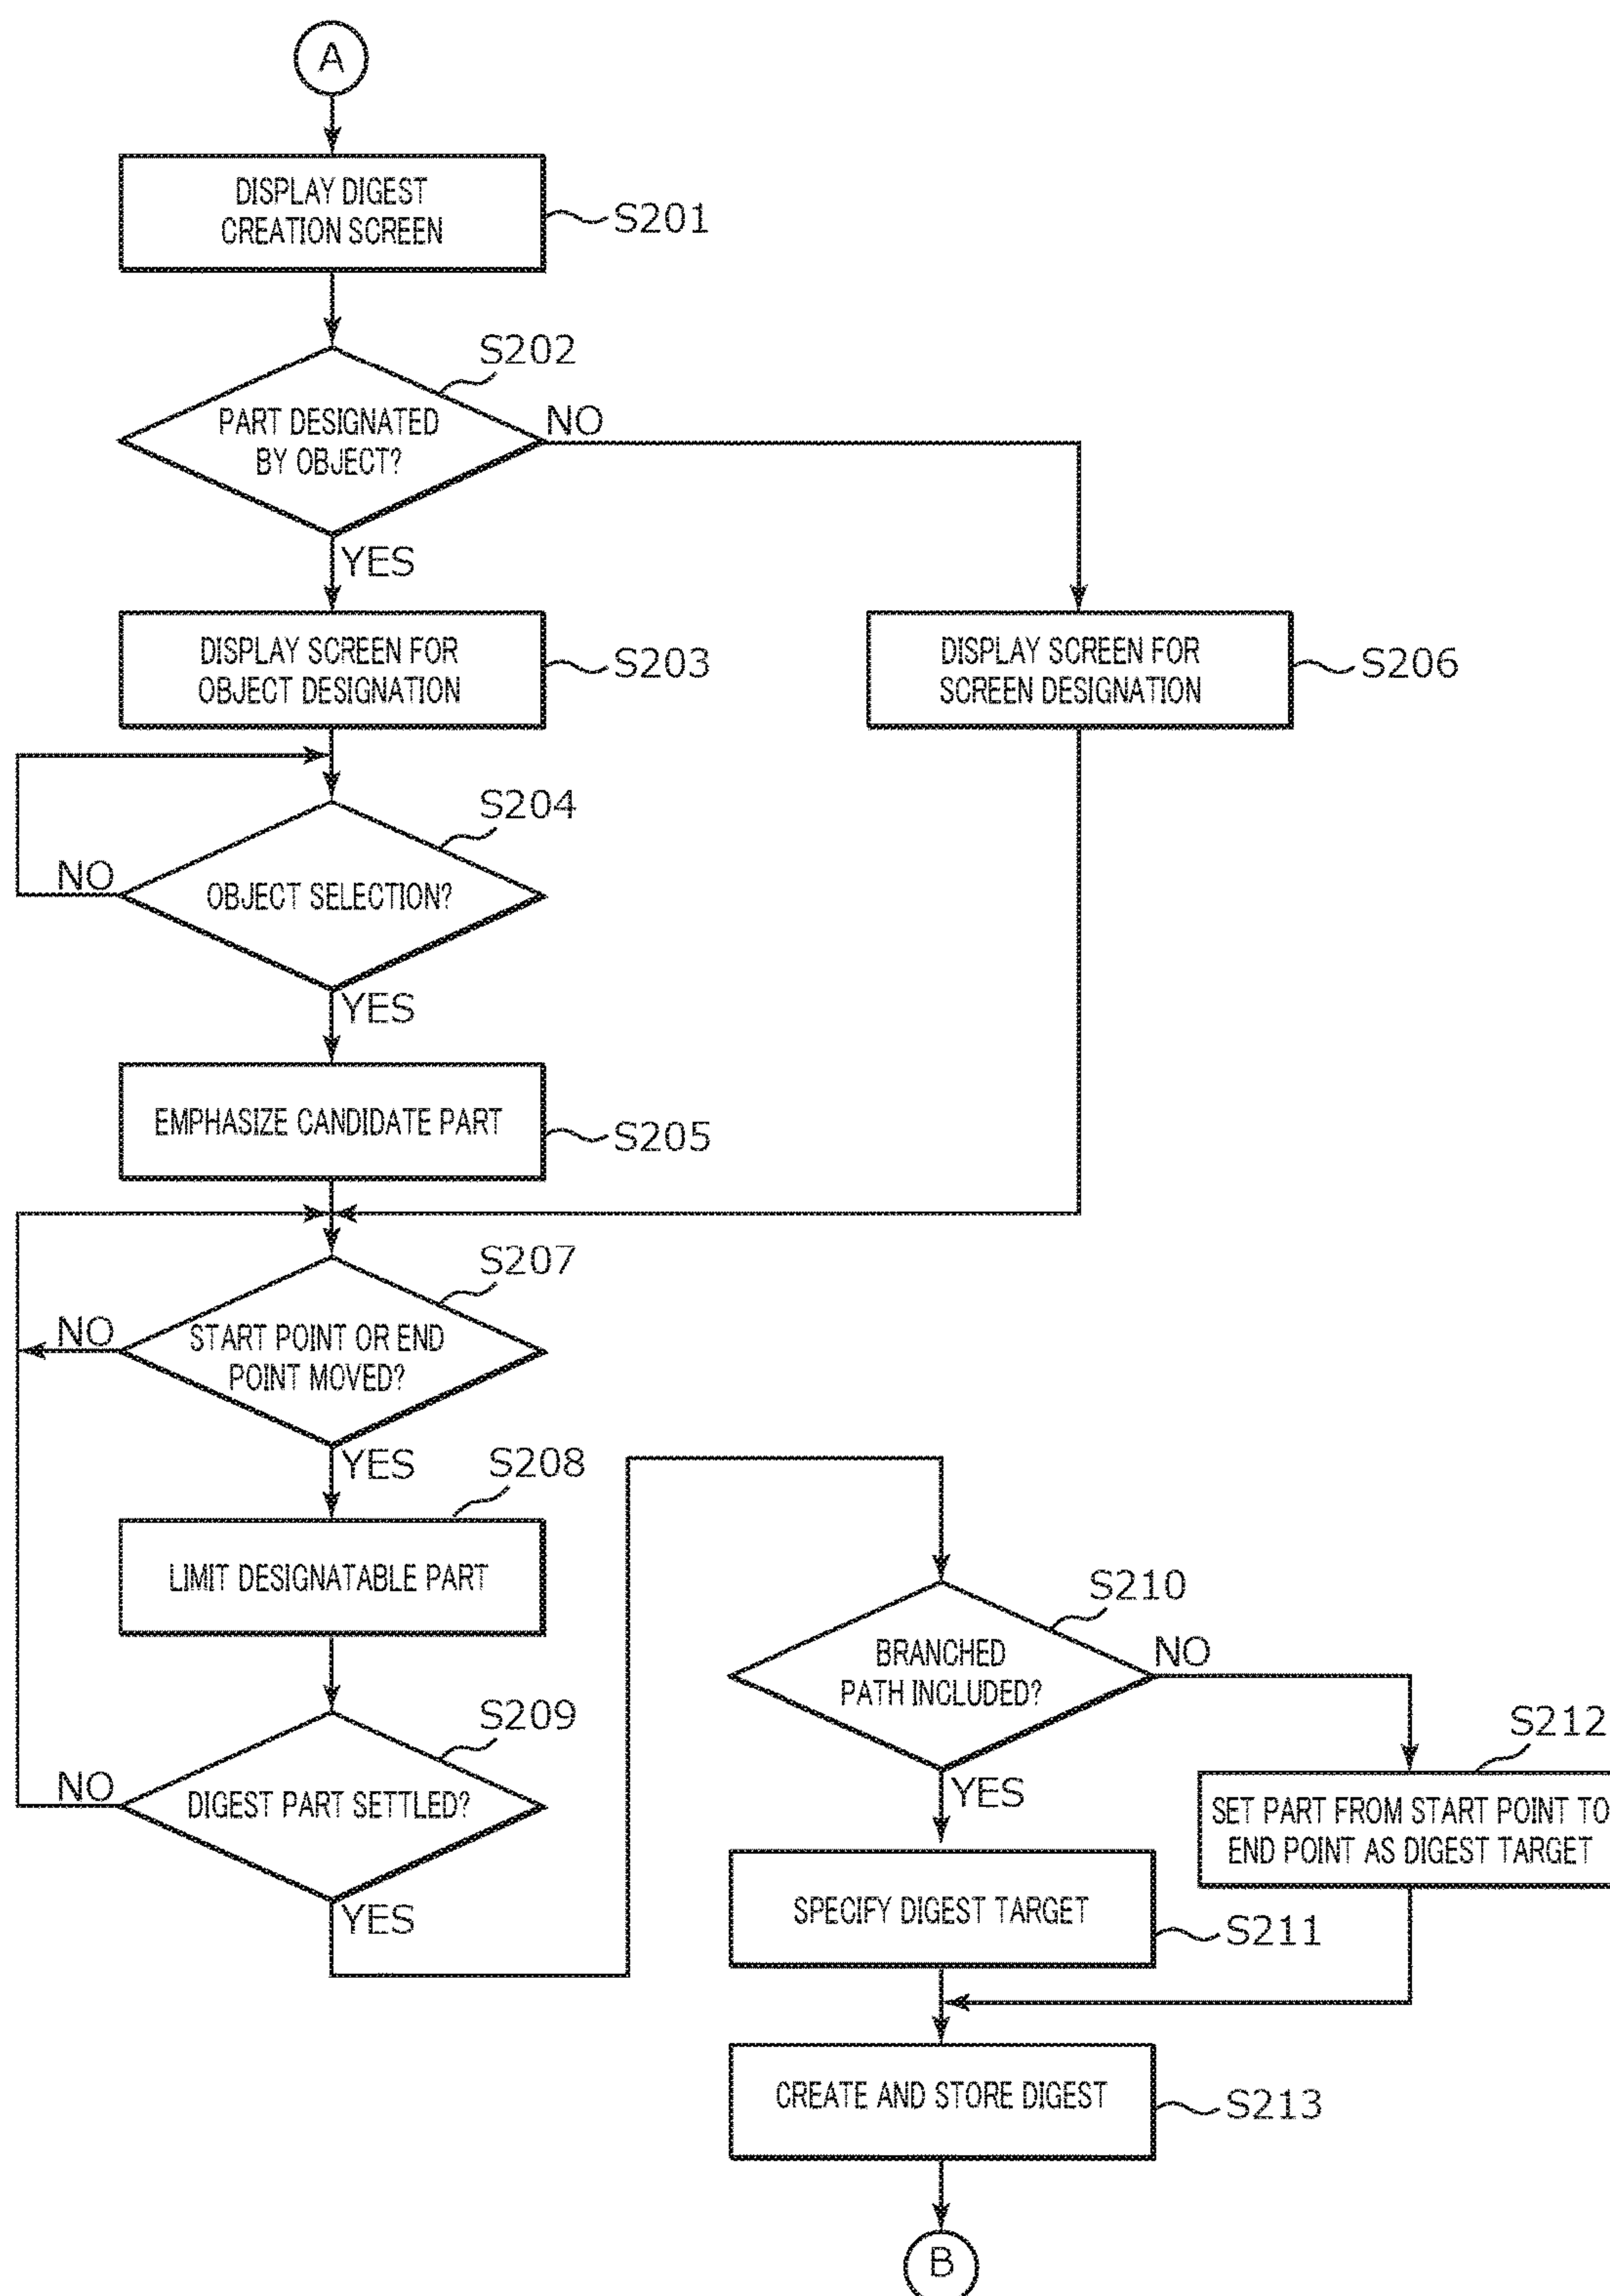 A
DISPLAY DIGEST
CREATION SCREEN
S201
S202
PART DESIGNATED
BY OBJECT?
NO
YES
DISPLAY SCREEN FOR
OBJECT DESIGNATION
S203
DISPLAY SCREEN FOR
SCREEN DESIGNATION
S206
S204
NO
OBJECT SELECTION?
YES
EMPHASIZE CANDIDATE PART
S205
S207
NO
START POINT OR END
POINT MOVED?
YES
S208
LIMIT DESIGNATABLE PART
S209
NO
DIGEST PART SETTLED?
YES
S210
BRANCHED
PATH INCLUDED?
NO
YES
S212
SET PART FROM START POINT TO
END POINT AS DIGEST TARGET
SPECIFY DIGEST TARGET
S211
CREATE AND STORE DIGEST
S213
B